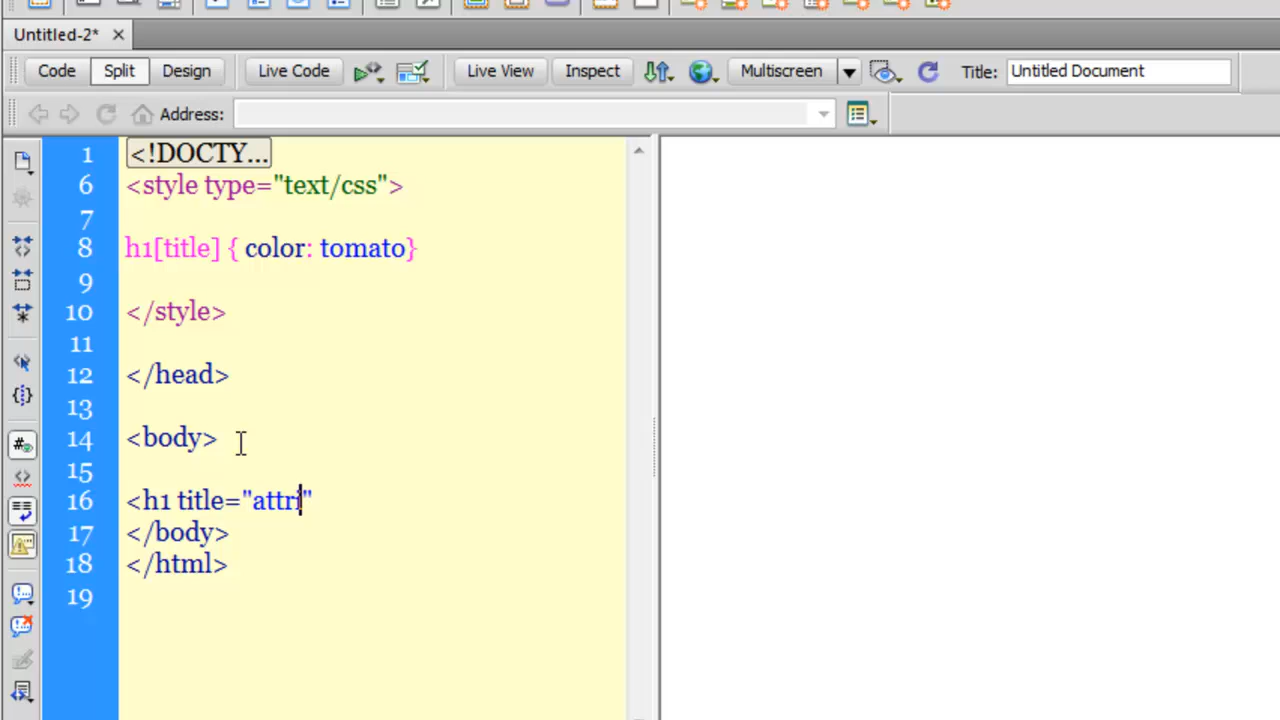 Untitled-2*
Code Split Design Live Code Live View Inspect Multiscreen Title: Untitled Document
Address:
1 <!DOCTY...
6 <style type="text/css">
7
8 h1[title] { color: tomato}
9
10 </style>
11
12 </head>
13
14 <body>
15
16 <h1 title="attri"
17 </body>
18 </html>
19